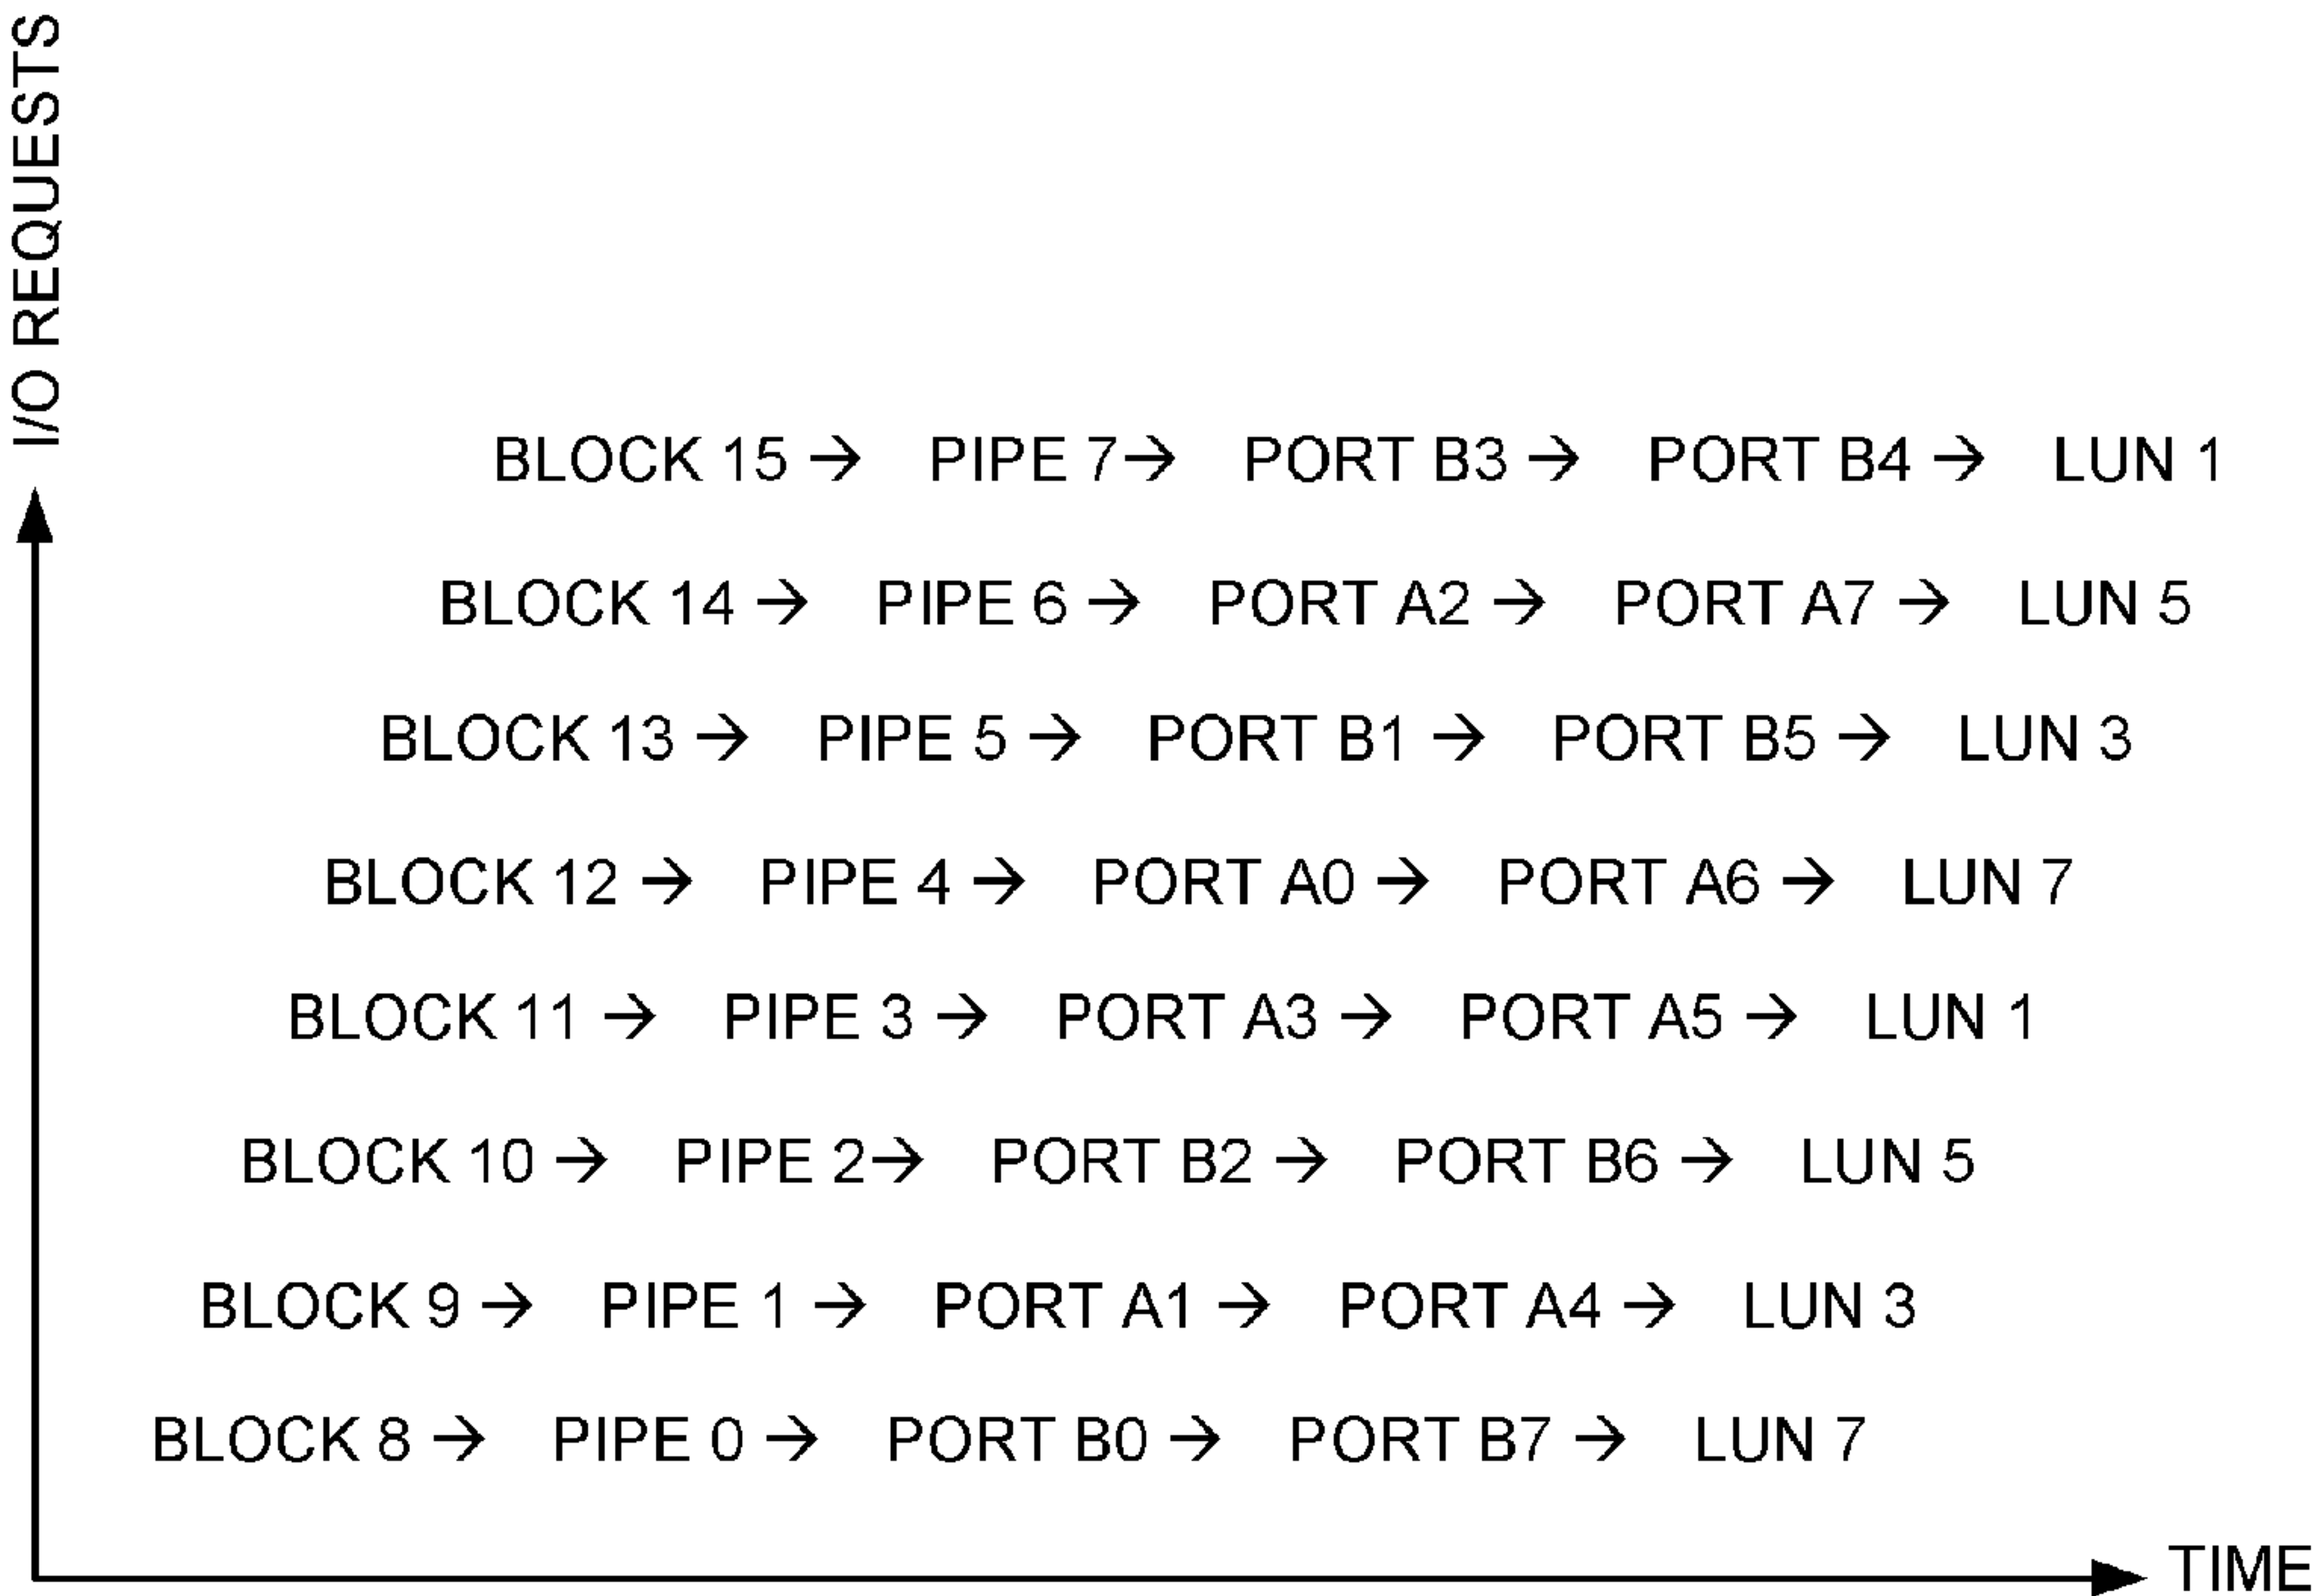 I/O REQUESTS
BLOCK 15 → PIPE 7→ PORT B3 → PORT B4 → LUN 1
BLOCK 14 → PIPE 6 → PORT A2 → PORT A7 → LUN 5
BLOCK 13 → PIPE 5 → PORT B1 → PORT B5 → LUN 3
BLOCK 12 → PIPE 4 → PORT A0 → PORT A6 → LUN 7
BLOCK 11 → PIPE 3 → PORT A3 → PORT A5 → LUN 1
BLOCK 10 → PIPE 2→ PORT B2 → PORT B6 → LUN 5
BLOCK 9 → PIPE 1 → PORT A1 → PORT A4 → LUN 3
BLOCK 8 → PIPE 0 → PORT B0 → PORT B7 → LUN 7
TIME